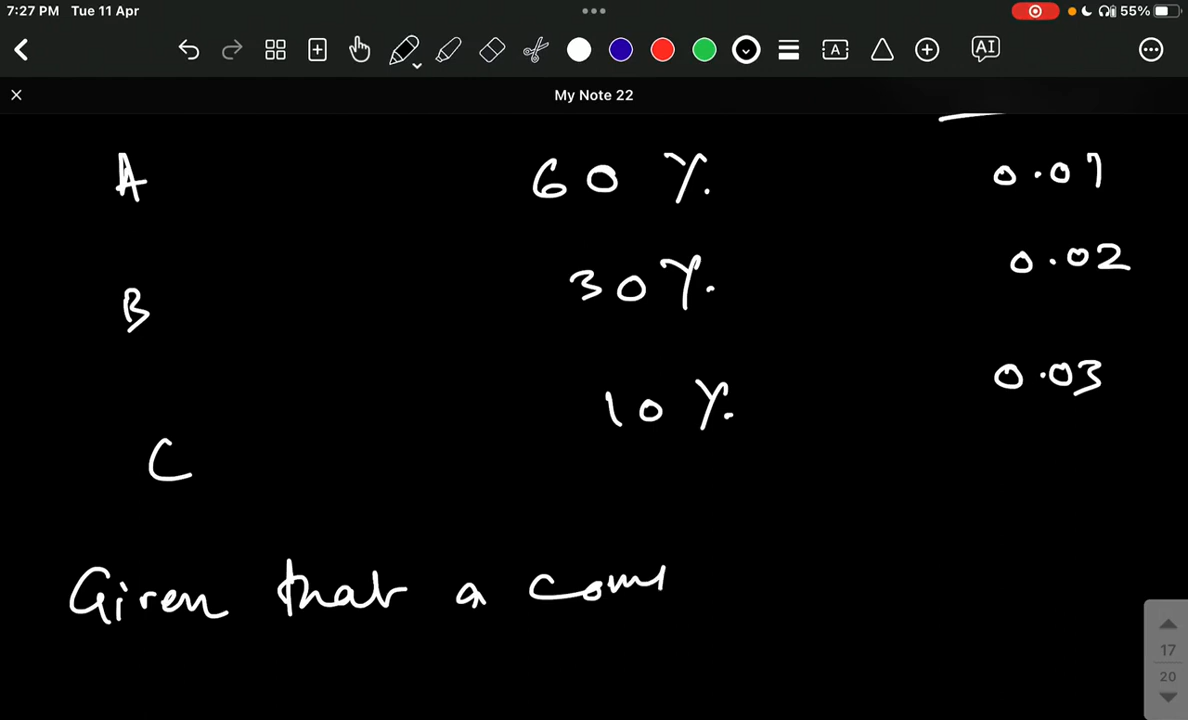 7:27 PM Tue 11 Apr 55%
A AI
My Note 22
A 60 % 0.01
B 30 % 0.02
C 10 % 0.03
Given that a com
17
20